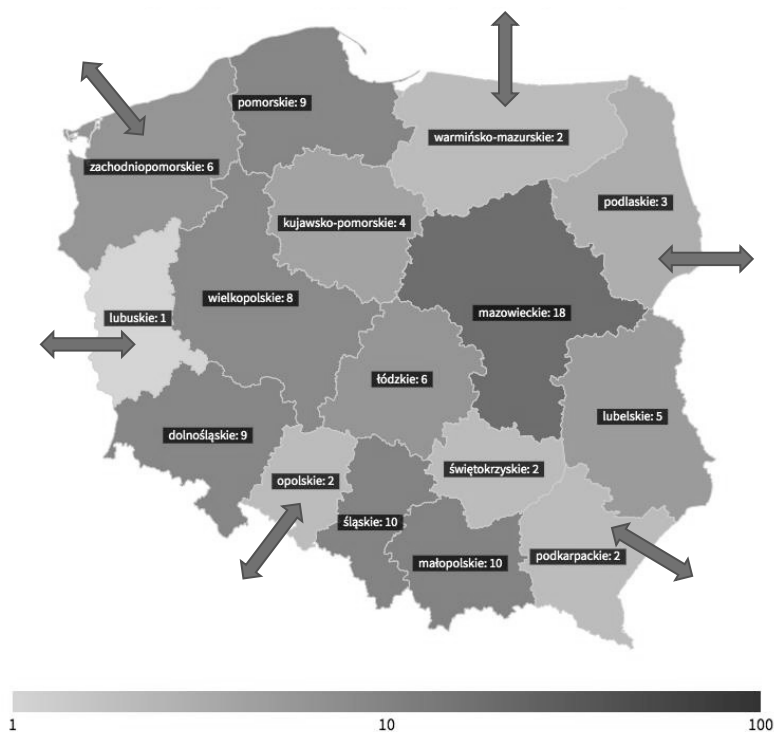 pomorskie: 9
warmińsko-mazurskie: 2
zachodniopomorskie: 6
podlaskie: 3
kujawsko-pomorskie: 4
wielkopolskie: 8
mazowieckie: 18
lubuskie: 1
łódzkie: 6
lubelskie: 5
dolnośląskie: 9
świętokrzyskie: 2
opolskie: 2
śląskie: 10
podkarpackie: 2
małopolskie: 10
1 10 100